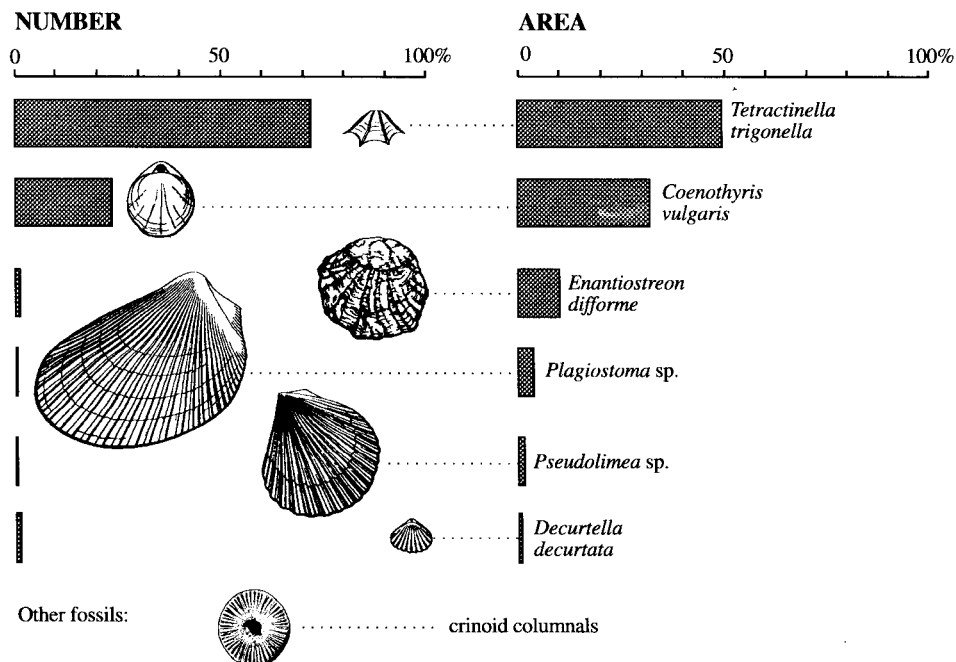 NUMBER
AREA
0 50 100%
0 50 100%
Tetractinella
trigonella
Coenothyris
vulgaris
Enantiostreon
difforme
Plagiostoma sp.
Pseudolimea sp.
Decurtella
decurtata
Other fossils:
crinoid columnals